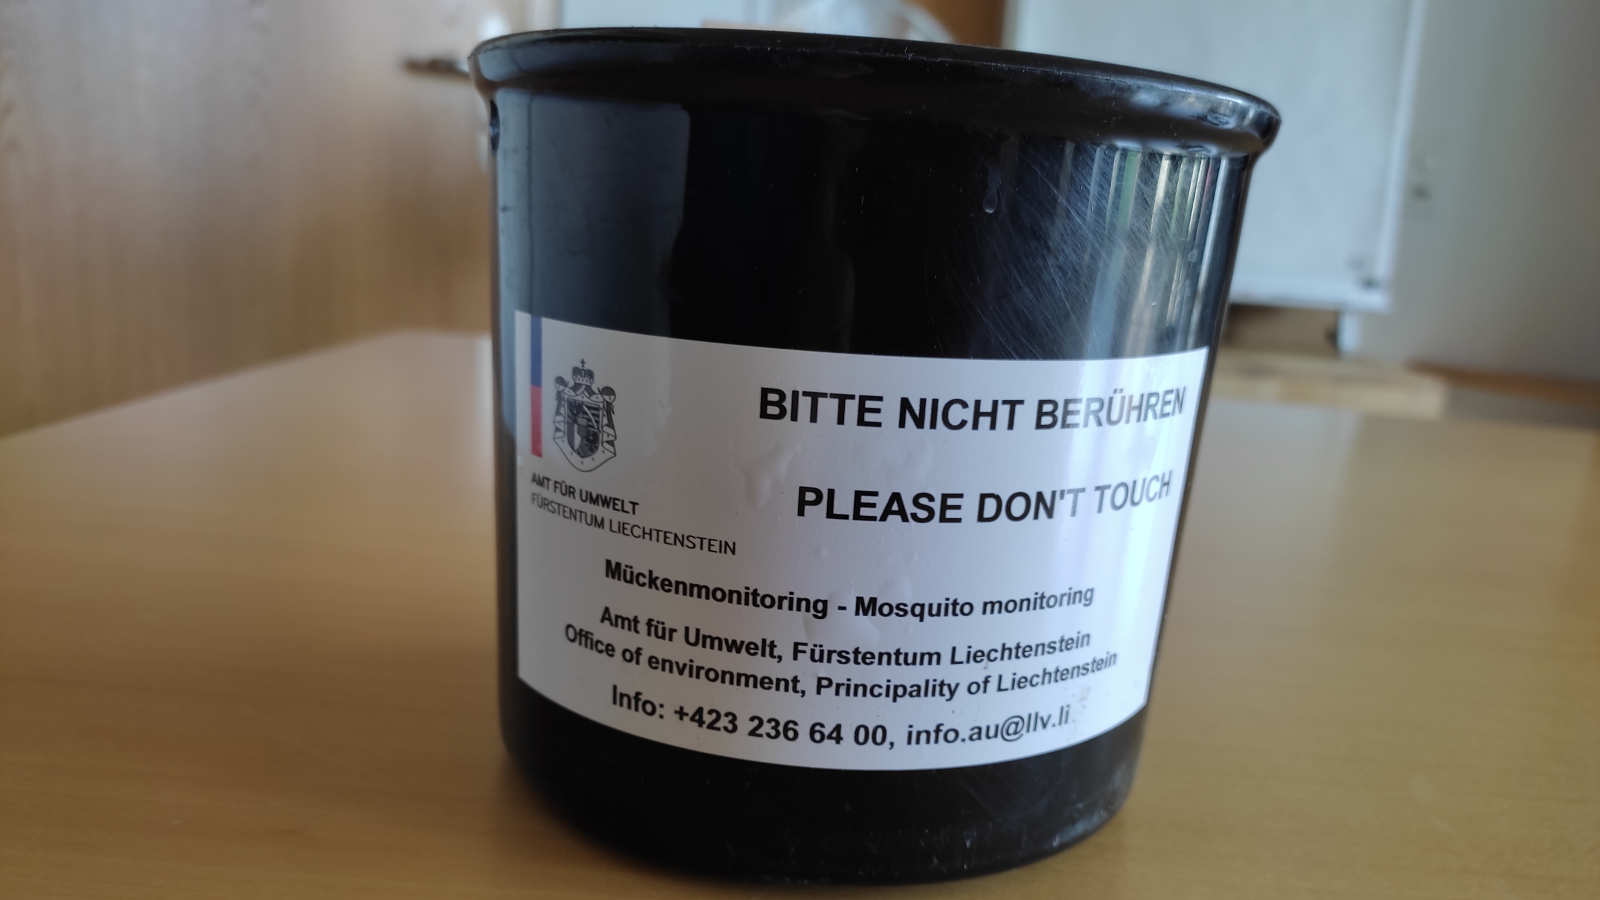 AMT FÜR UMWELT
FÜRSTENTUM LIECHTENSTEIN
BITTE NICHT BERÜHREN
PLEASE DON'T TOUCH
Mückenmonitoring - Mosquito monitoring
Amt für Umwelt, Fürstentum Liechtenstein
Office of environment, Principality of Liechtenstein
Info: +423 236 64 00, info.au@llv.li